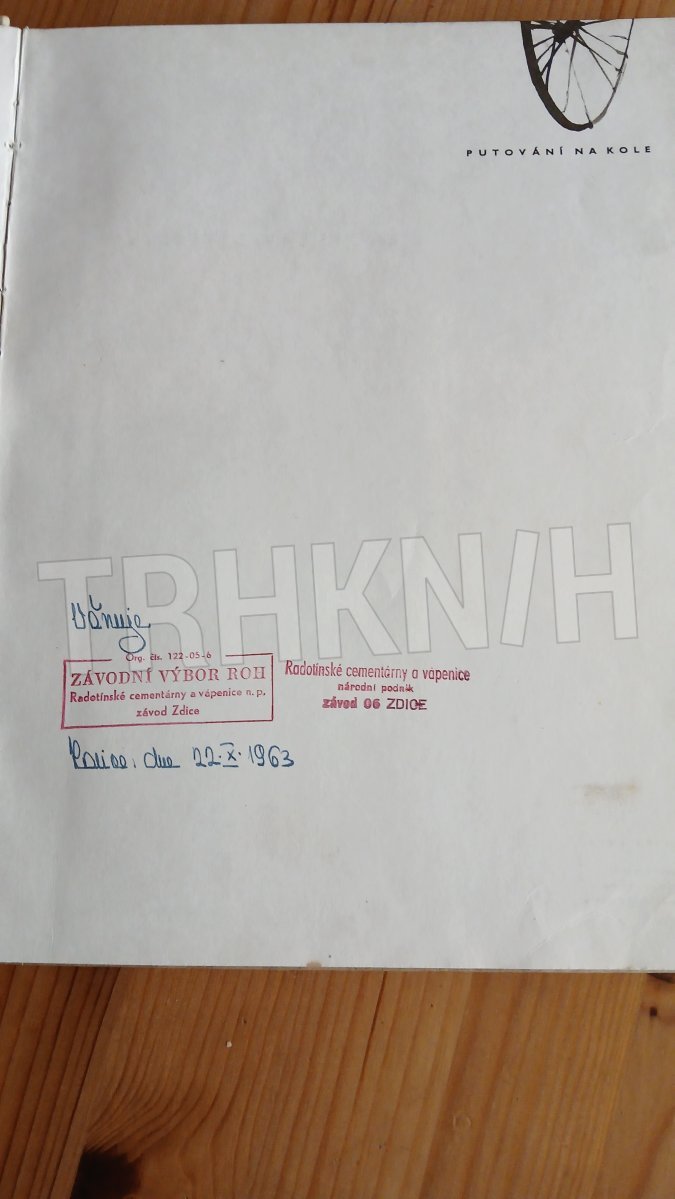 PUTOVÁNÍ NA KOLE
TRHKNIH
Věnuje
Org. čís. 122-05-6
ZÁVODNÍ VÝBOR ROH
Radotínské cementárny a vápenice n. p.
závod Zdice
Radotínské cementárny a vápenice
národní podnik
závod 06 ZDICE
dne 22.X.1963